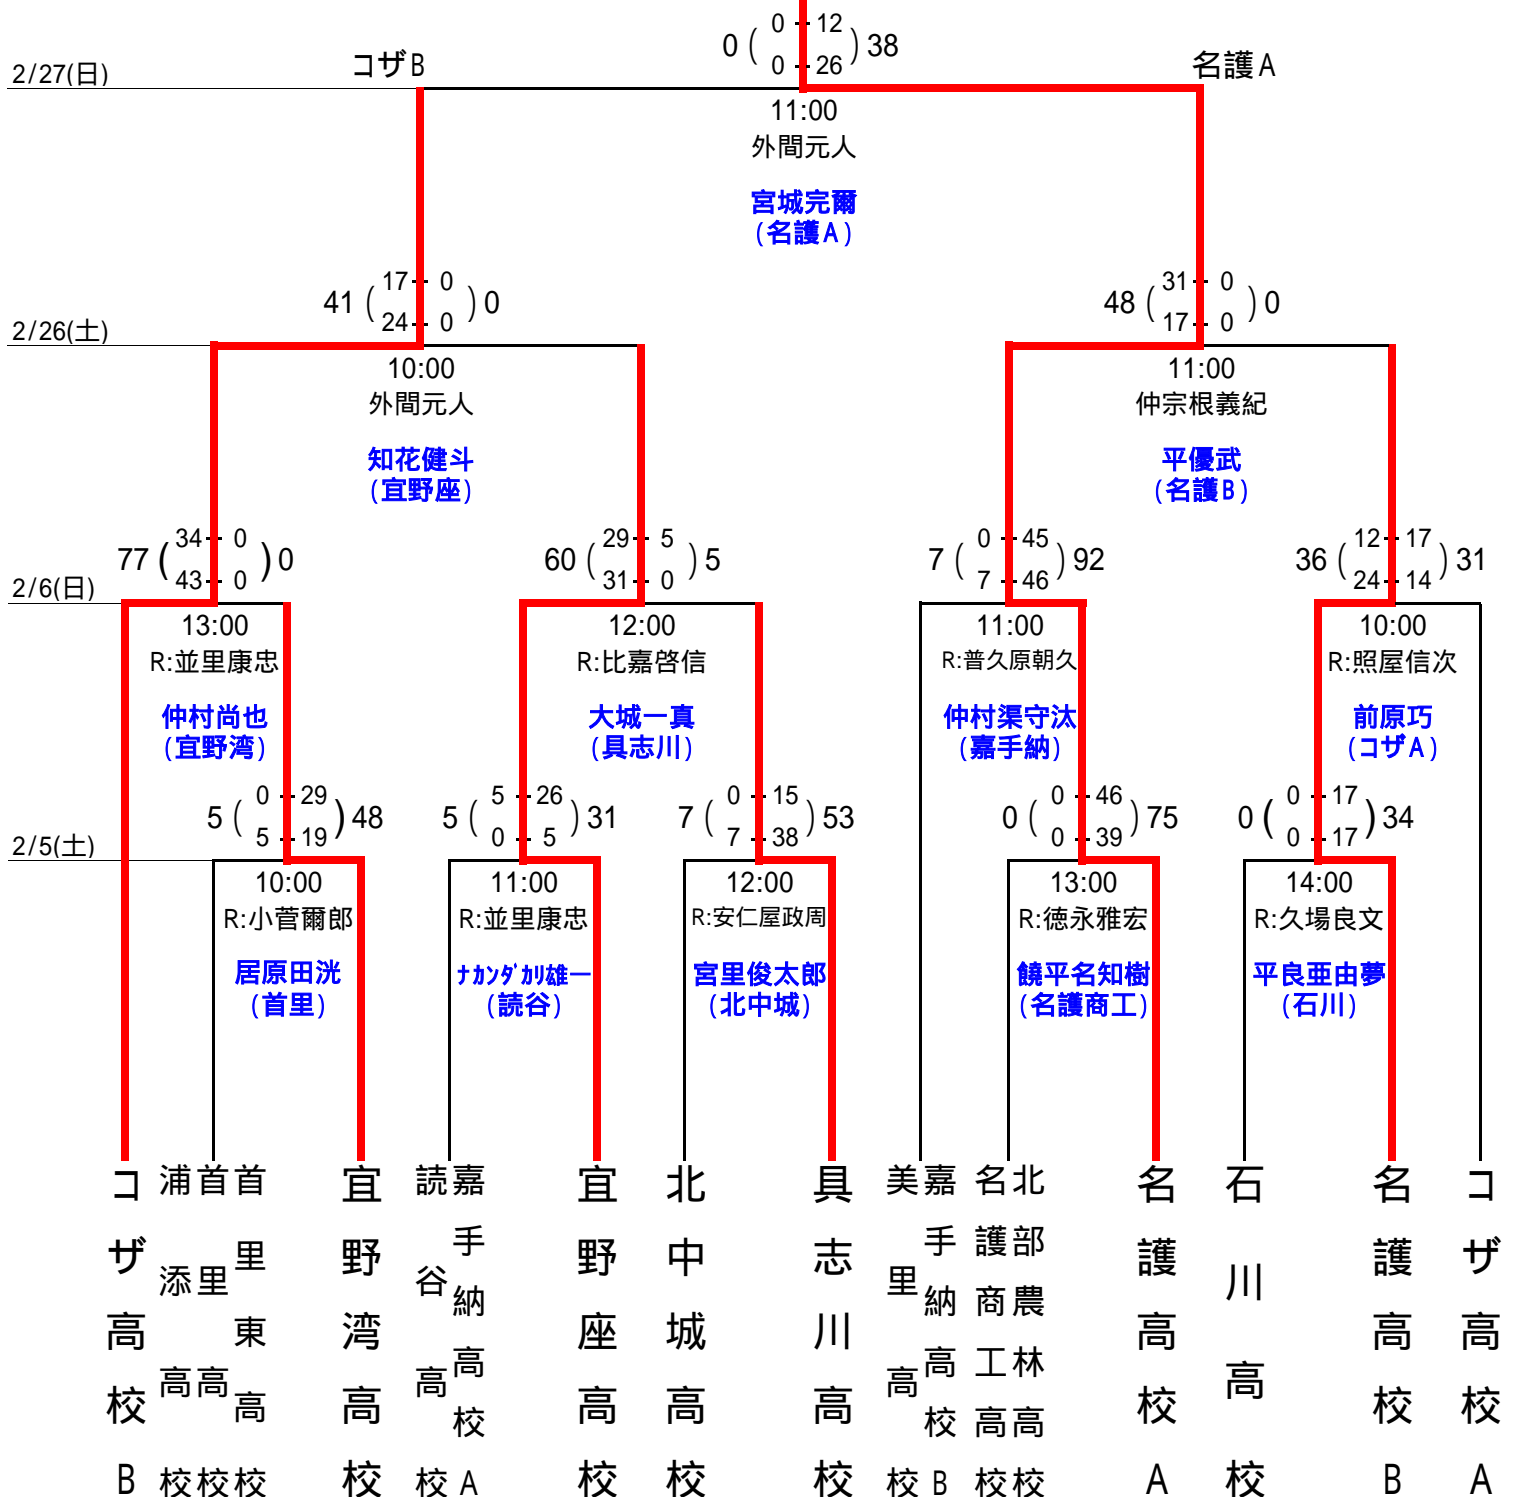 0 ( 0 12 ) 38
0 26
2/27(日)
コザB
名護A
11:00
外間元人
宮城完爾
(名護A)
41 ( 17 0 ) 0
24 0
48 ( 31 0 ) 0
17 0
2/26(土)
10:00
外間元人
知花健斗
(宜野座)
11:00
仲宗根義紀
平優武
(名護B)
77 ( 34 0 ) 0
43 0
60 ( 29 5 ) 5
31 0
7 ( 0 45 ) 92
7 46
36 ( 12 17 ) 31
24 14
2/6(日)
13:00
R:並里康忠
仲村尚也
(宜野湾)
12:00
R:比嘉啓信
大城一真
(具志川)
11:00
R:普久原朝久
仲村渠守汰
(嘉手納)
10:00
R:照屋信次
前原巧
(コザA)
5 ( 0 29 ) 48
5 19
5 ( 5 26 ) 31
0 5
7 ( 0 15 ) 53
7 38
0 ( 0 46 ) 75
0 39
0 ( 0 17 ) 34
0 17
2/5(土)
10:00
R:小菅爾郎
居原田洸
(首里)
11:00
R:並里康忠
ナカンダカリ雄一
(読谷)
12:00
R:安仁屋政周
宮里俊太郎
(北中城)
13:00
R:徳永雅宏
饒平名知樹
(名護商工)
14:00
R:久場良文
平良亜由夢
(石川)
コザ高校B
浦添高校
首里高校
首里東高校
宜野湾高校
読谷高校
嘉手納高校A
宜野座高校
北中城高校
具志川高校
美里高校
嘉手納高校B
名護商工高校
北部農林高校
名護高校A
石川高校
名護高校B
コザ高校A